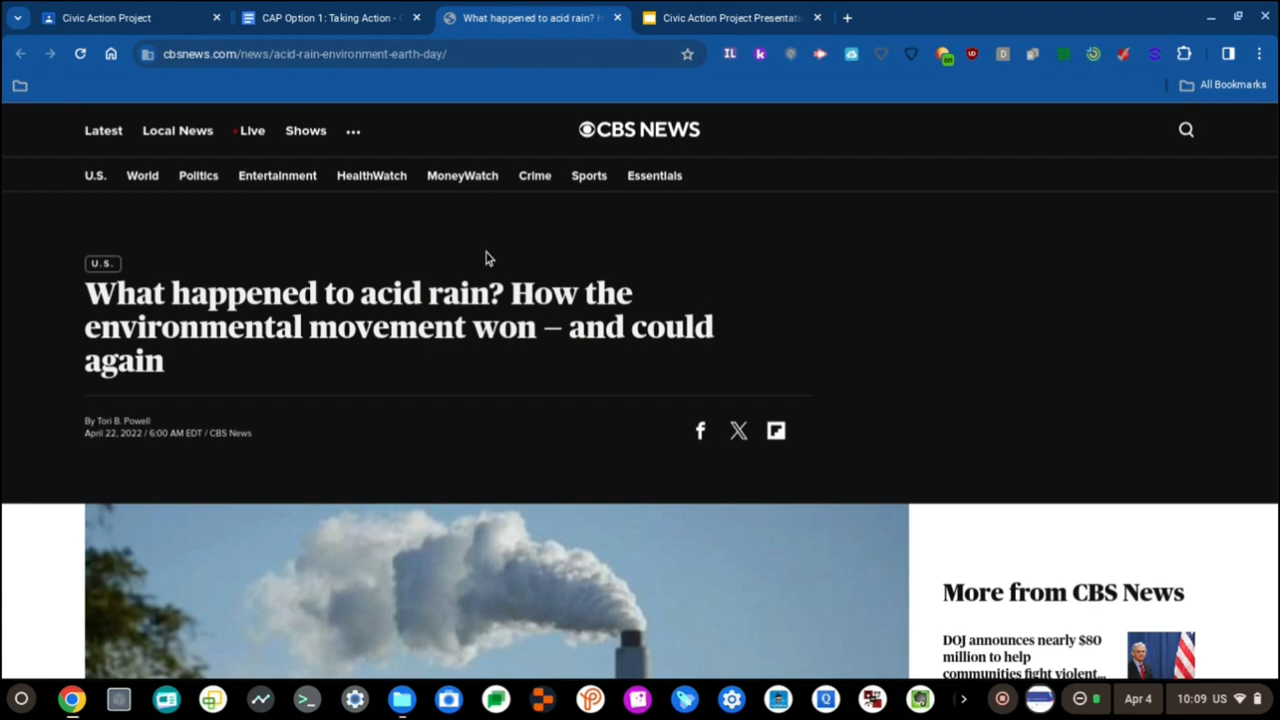 Civic Action Project
CAP Option 1: Taking Action -
What happened to acid rain? H
Civic Action Project Presentati
cbsnews.com/news/acid-rain-environment-earth-day/
All Bookmarks
Latest
Local News
Live
Shows
CBS NEWS
U.S.
World
Politics
Entertainment
HealthWatch
MoneyWatch
Crime
Sports
Essentials
U.S.
What happened to acid rain? How the
environmental movement won – and could
again
By Tori B. Powell
April 22, 2022 / 6:00 AM EDT / CBS News
More from CBS News
DOJ announces nearly $80
million to help
communities fight violent...
Apr 4
10:09 US